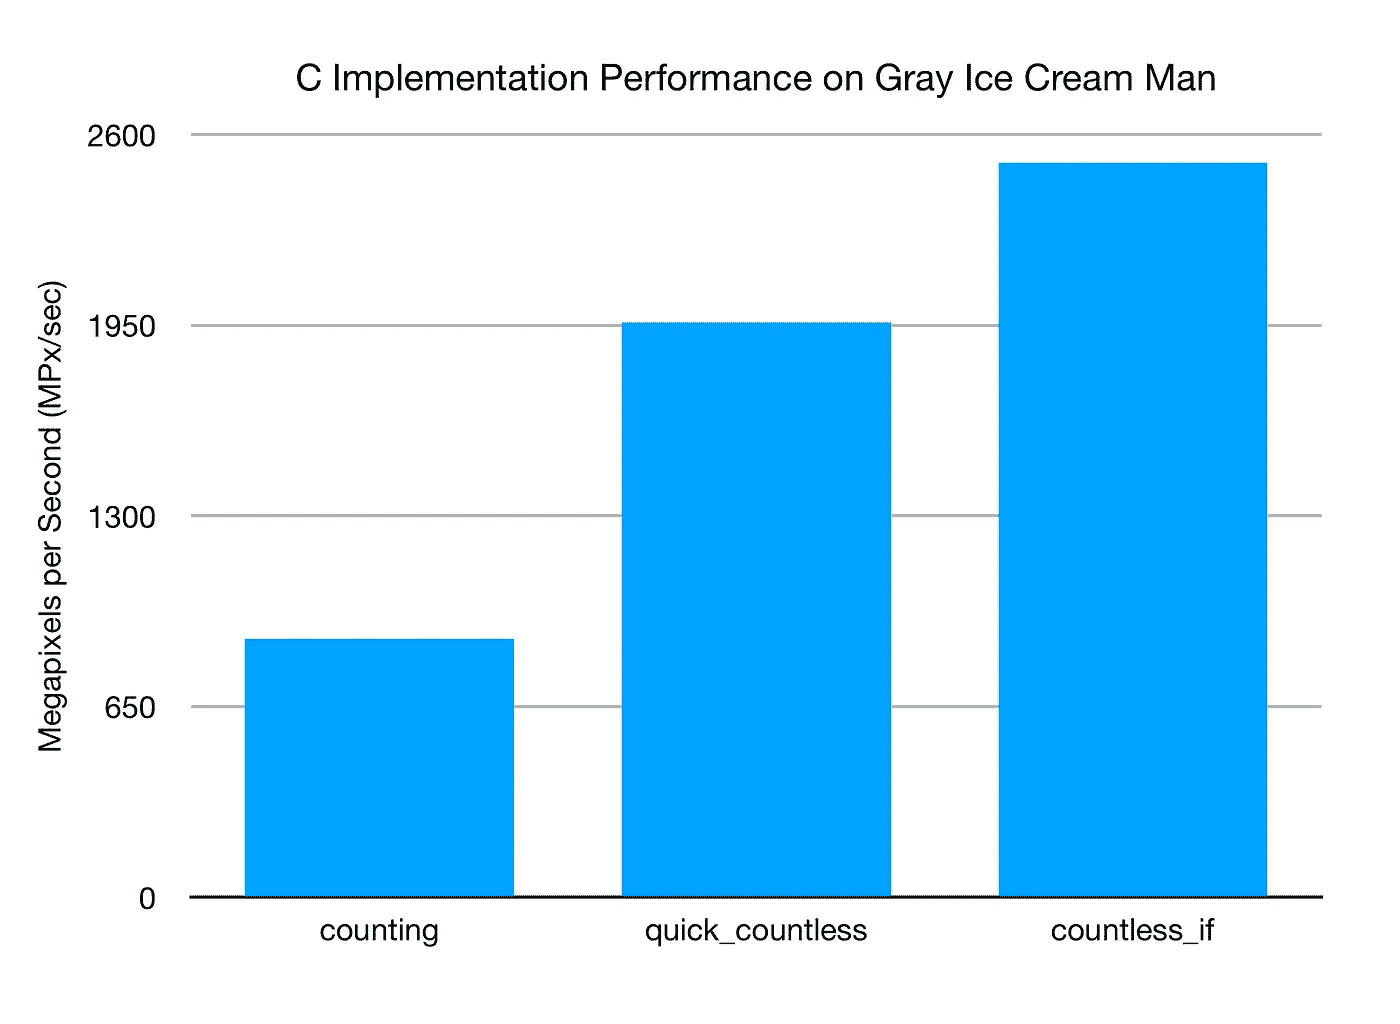 C Implementation Performance on Gray Ice Cream Man
2600
1950
1300
650
0
Megapixels per Second (MPx/sec)
counting
quick_countless
countless_if